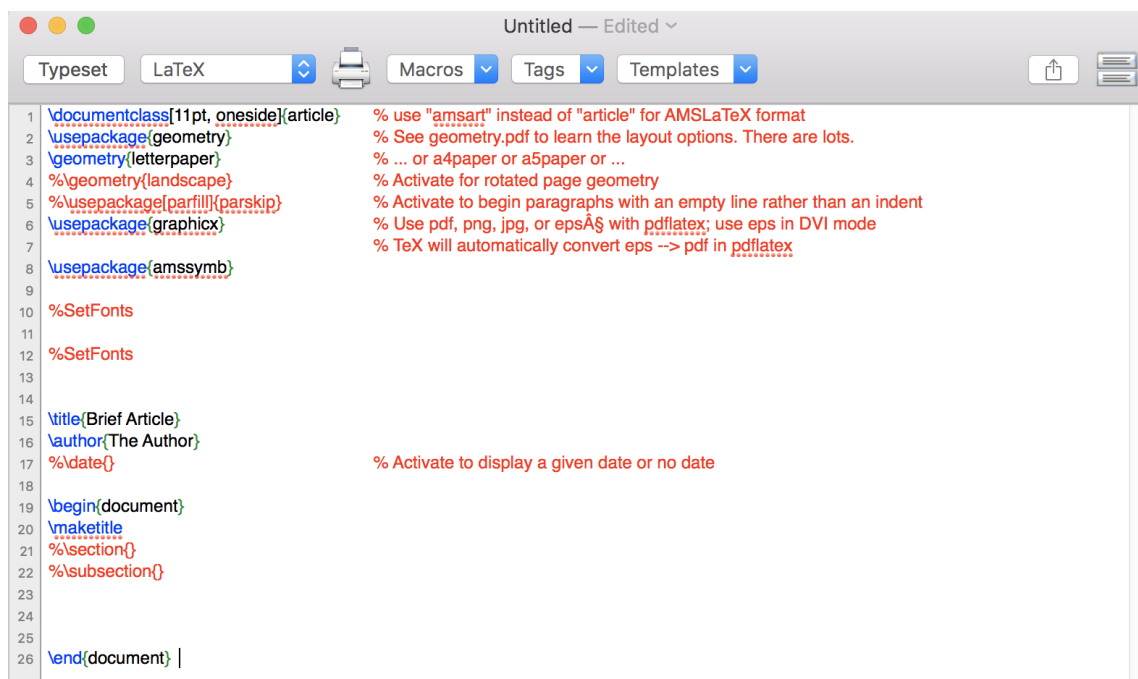 Untitled — Edited
Typeset LaTeX Macros Tags Templates
1 \documentclass[11pt, oneside]{article} % use "amsart" instead of "article" for AMSLaTeX format
2 \usepackage{geometry} % See geometry.pdf to learn the layout options. There are lots.
3 \geometry{letterpaper} % ... or a4paper or a5paper or ...
4 %\geometry{landscape} % Activate for rotated page geometry
5 %\usepackage[parfill]{parskip} % Activate to begin paragraphs with an empty line rather than an indent
6 \usepackage{graphicx} % Use pdf, png, jpg, or epsÂ§ with pdflatex; use eps in DVI mode
7 % TeX will automatically convert eps --> pdf in pdflatex
8 \usepackage{amssymb}
9
10 %SetFonts
11
12 %SetFonts
13
14
15 \title{Brief Article}
16 \author{The Author}
17 %\date{} % Activate to display a given date or no date
18
19 \begin{document}
20 \maketitle
21 %\section{}
22 %\subsection{}
23
24
25
26 \end{document}